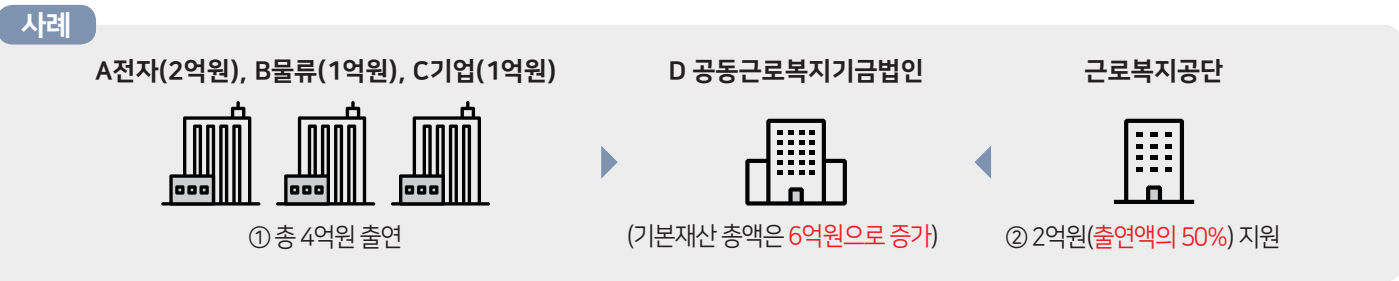 사례
A전자(2억원), B물류(1억원), C기업(1억원)
D 공동근로복지기금법인
근로복지공단
① 총 4억원 출연
(기본재산 총액은 6억원으로 증가)
② 2억원(출연액의 50%) 지원